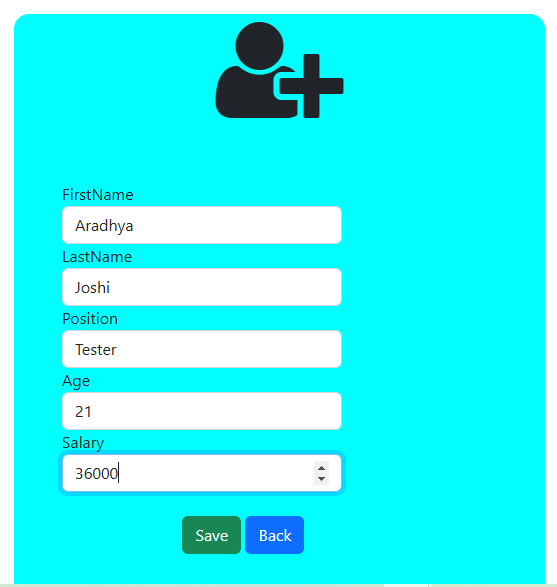 FirstName
Aradhya
LastName
Joshi
Position
Tester
Age
21
Salary
36000
Save Back